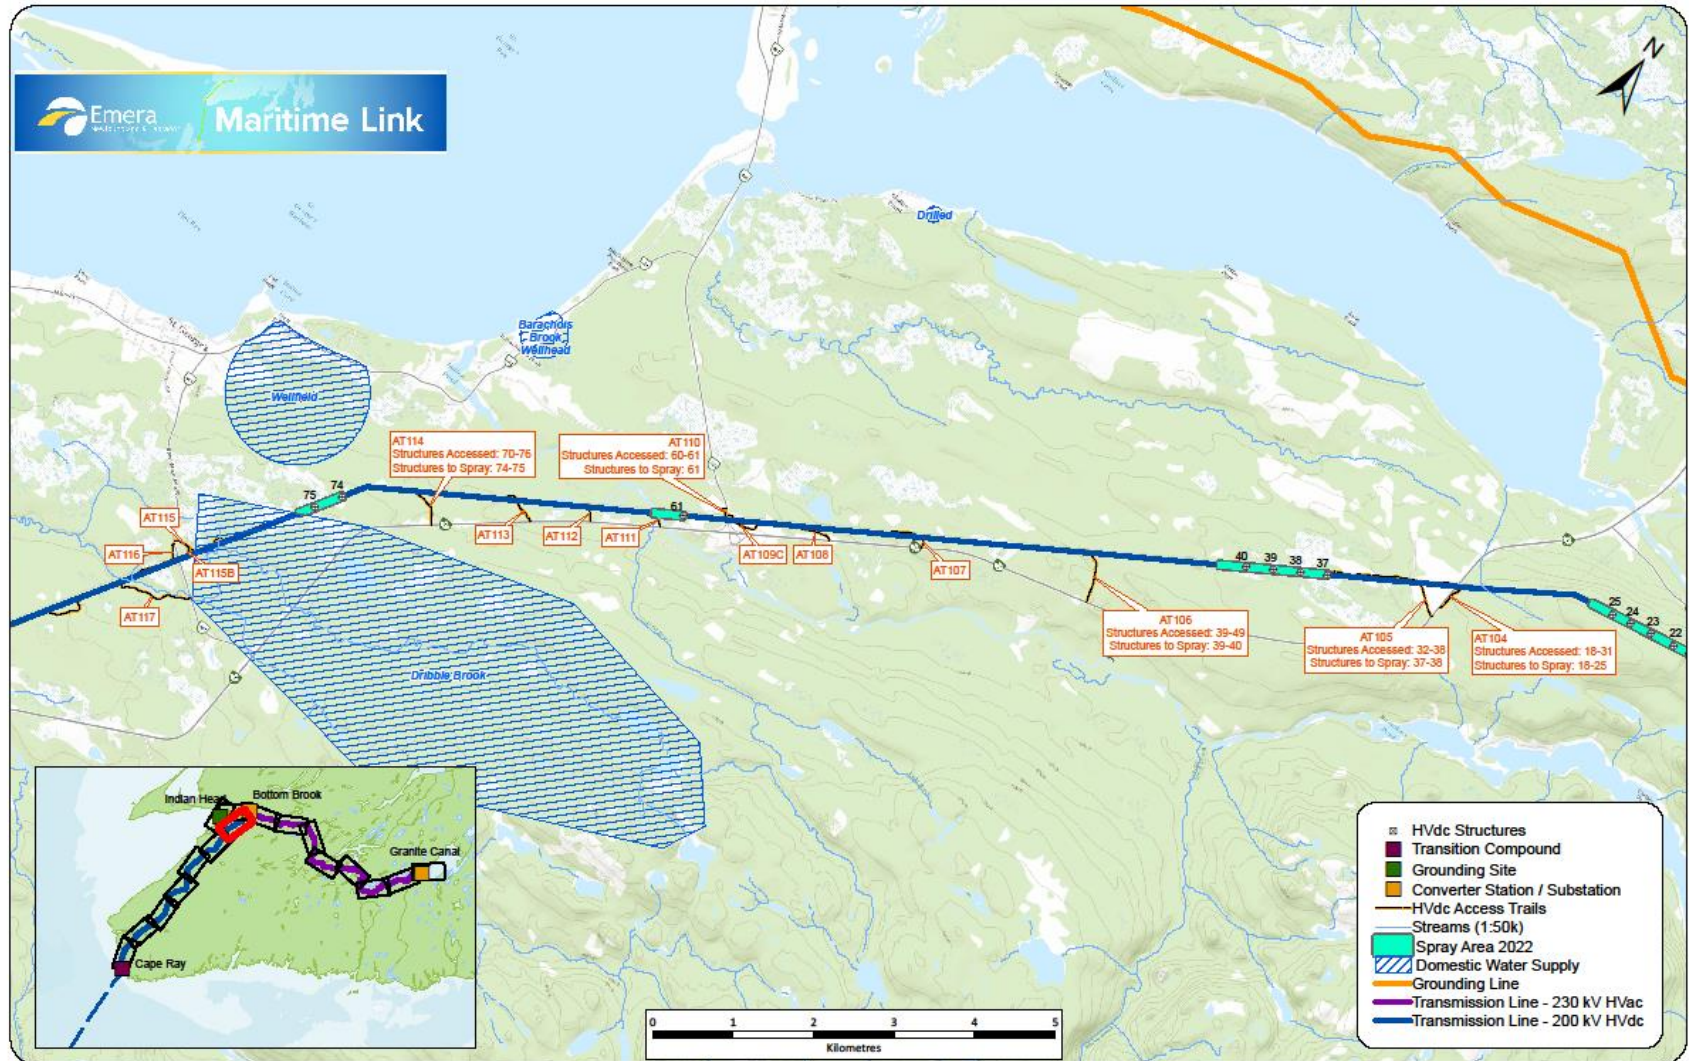 N
Emera
Maritime Link
Drilled
Barachois
Brook
Wellhead
Wellfield
AT114
Structures Accessed: 70-76
Structures to Spray: 74-75
AT110
Structures Accessed: 60-61
Structures to Spray: 61
75
74
61
AT115
AT116
AT115B
AT117
AT113
AT112
AT111
AT109C
AT108
AT107
40
39
38
37
25
24
23
22
AT106
Structures Accessed: 39-49
Structures to Spray: 39-40
AT105
Structures Accessed: 32-38
Structures to Spray: 37-38
AT104
Structures Accessed: 18-31
Structures to Spray: 18-25
Dribble Brook
Indian Head
Bottom Brook
Granite Canal
Cape Ray
0 1 2 3 4 5
Kilometres
HVdc Structures
Transition Compound
Grounding Site
Converter Station / Substation
HVdc Access Trails
Streams (1:50k)
Spray Area 2022
Domestic Water Supply
Grounding Line
Transmission Line - 230 kV HVac
Transmission Line - 200 kV HVdc